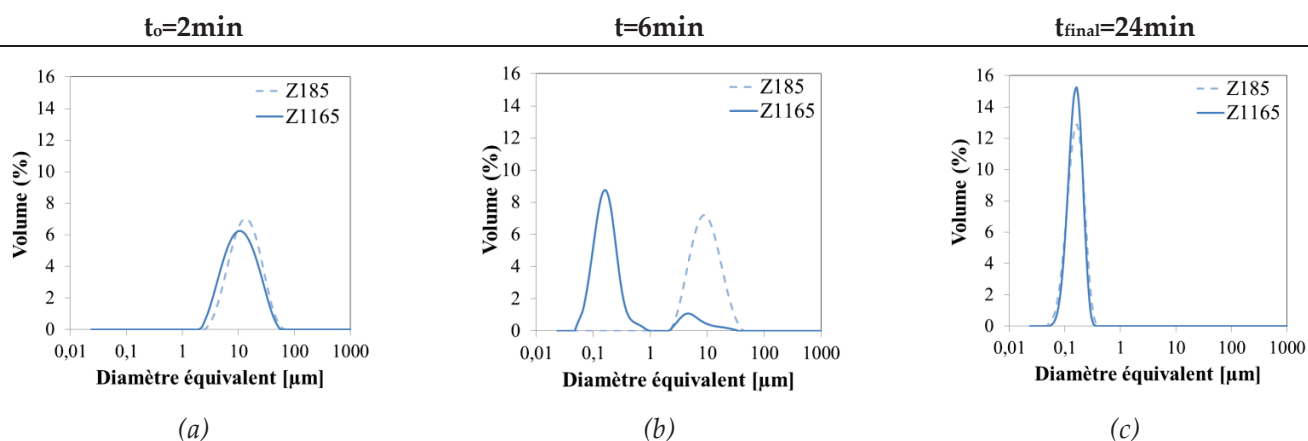 t₀=2min
t=6min
t_final=24min
16
14
12
10
8
6
4
2
0
Volume (%)
Z185
Z1165
0,01 0,1 1 10 100 1000
Diamètre équivalent [µm]
(a)
16
14
12
10
8
6
4
2
0
Volume (%)
Z185
Z1165
0,01 0,1 1 10 100 1000
Diamètre équivalent [µm]
(b)
16
14
12
10
8
6
4
2
0
Volume (%)
Z185
Z1165
0,01 0,1 1 10 100 1000
Diamètre équivalent [µm]
(c)